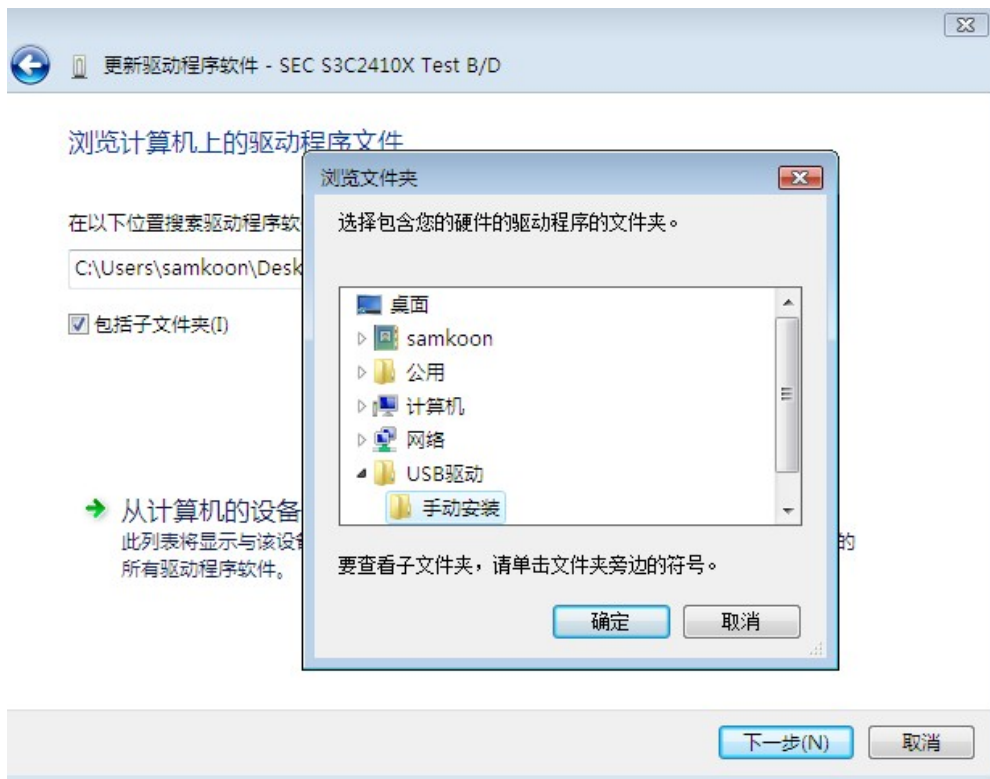 更新驱动程序软件 - SEC S3C2410X Test B/D
浏览计算机上的驱动程序文件
在以下位置搜索驱动程序软
C:\Users\samkoon\Desk
包括子文件夹(I)
从计算机的设备
此列表将显示与该设
的
所有驱动程序软件。
浏览文件夹
选择包含您的硬件的驱动程序的文件夹。
桌面
samkoon
公用
计算机
网络
USB驱动
手动安装
要查看子文件夹，请单击文件夹旁边的符号。
确定
取消
下一步(N)
取消